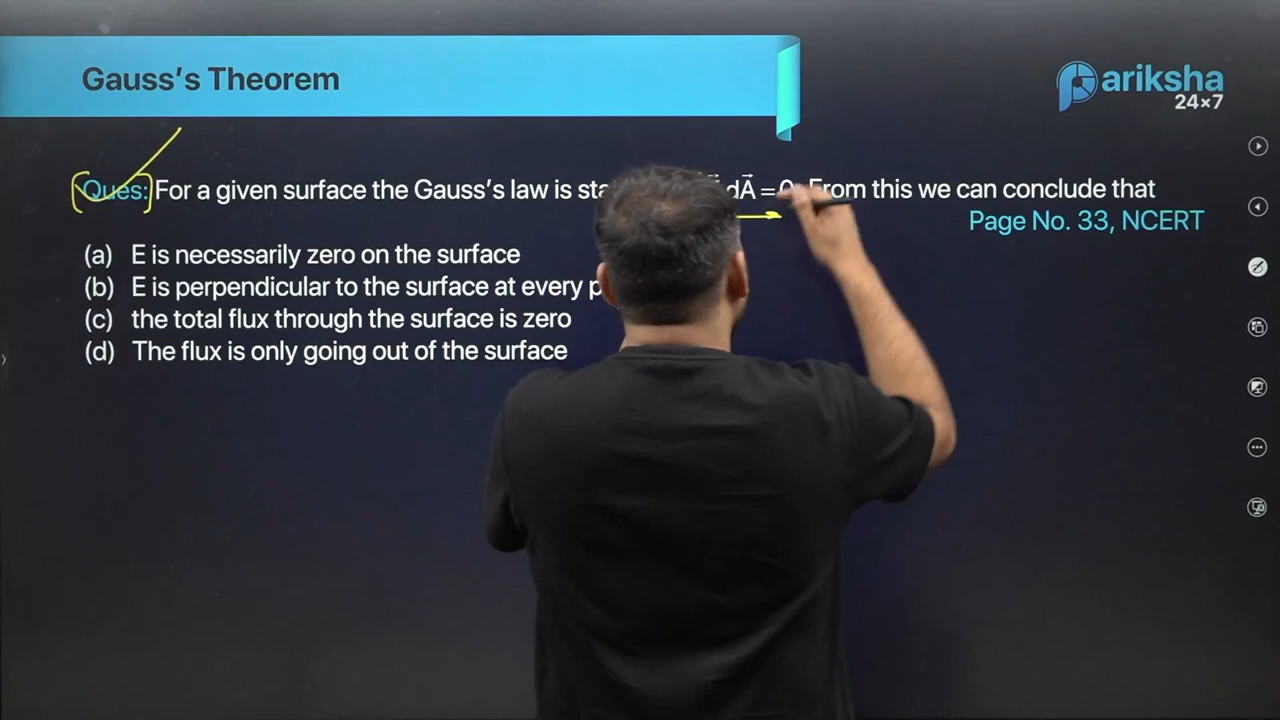 Gauss's Theorem
ariksha
24×7
Ques: For a given surface the Gauss's law is dA⃗ = From this we can conclude that
Page No. 33, NCERT
(a) E is necessarily zero on the surface
(b) E is perpendicular to the surface at every
(c) the total flux through the surface is zero
(d) The flux is only going out of the surface